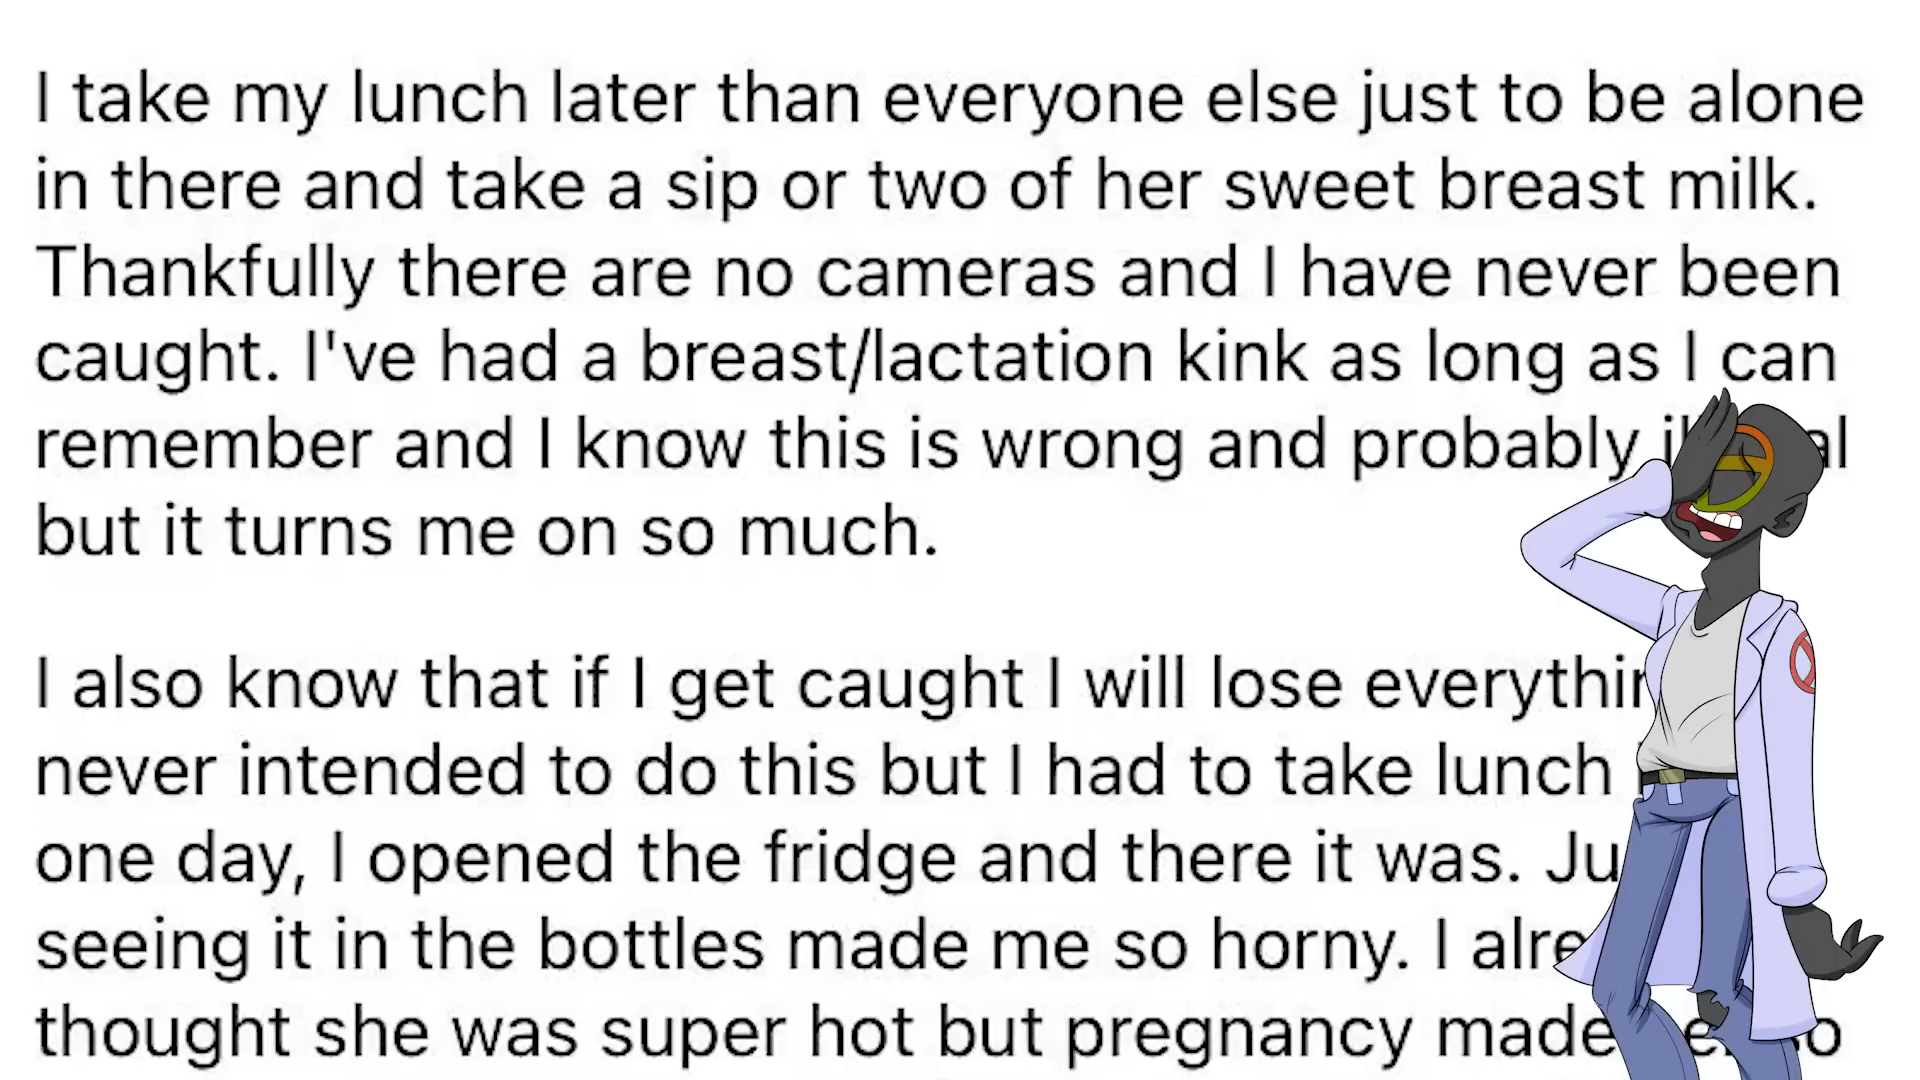 I take my lunch later than everyone else just to be alone
in there and take a sip or two of her sweet breast milk.
Thankfully there are no cameras and I have never been
caught. I've had a breast/lactation kink as long as I can
remember and I know this is wrong and probably
but it turns me on so much.
I also know that if I get caught I will lose
never intended to do this but I had to take lunch
one day, I opened the fridge and there it was.
seeing it in the bottles made me so horny. I
thought she was super hot but pregnancy made